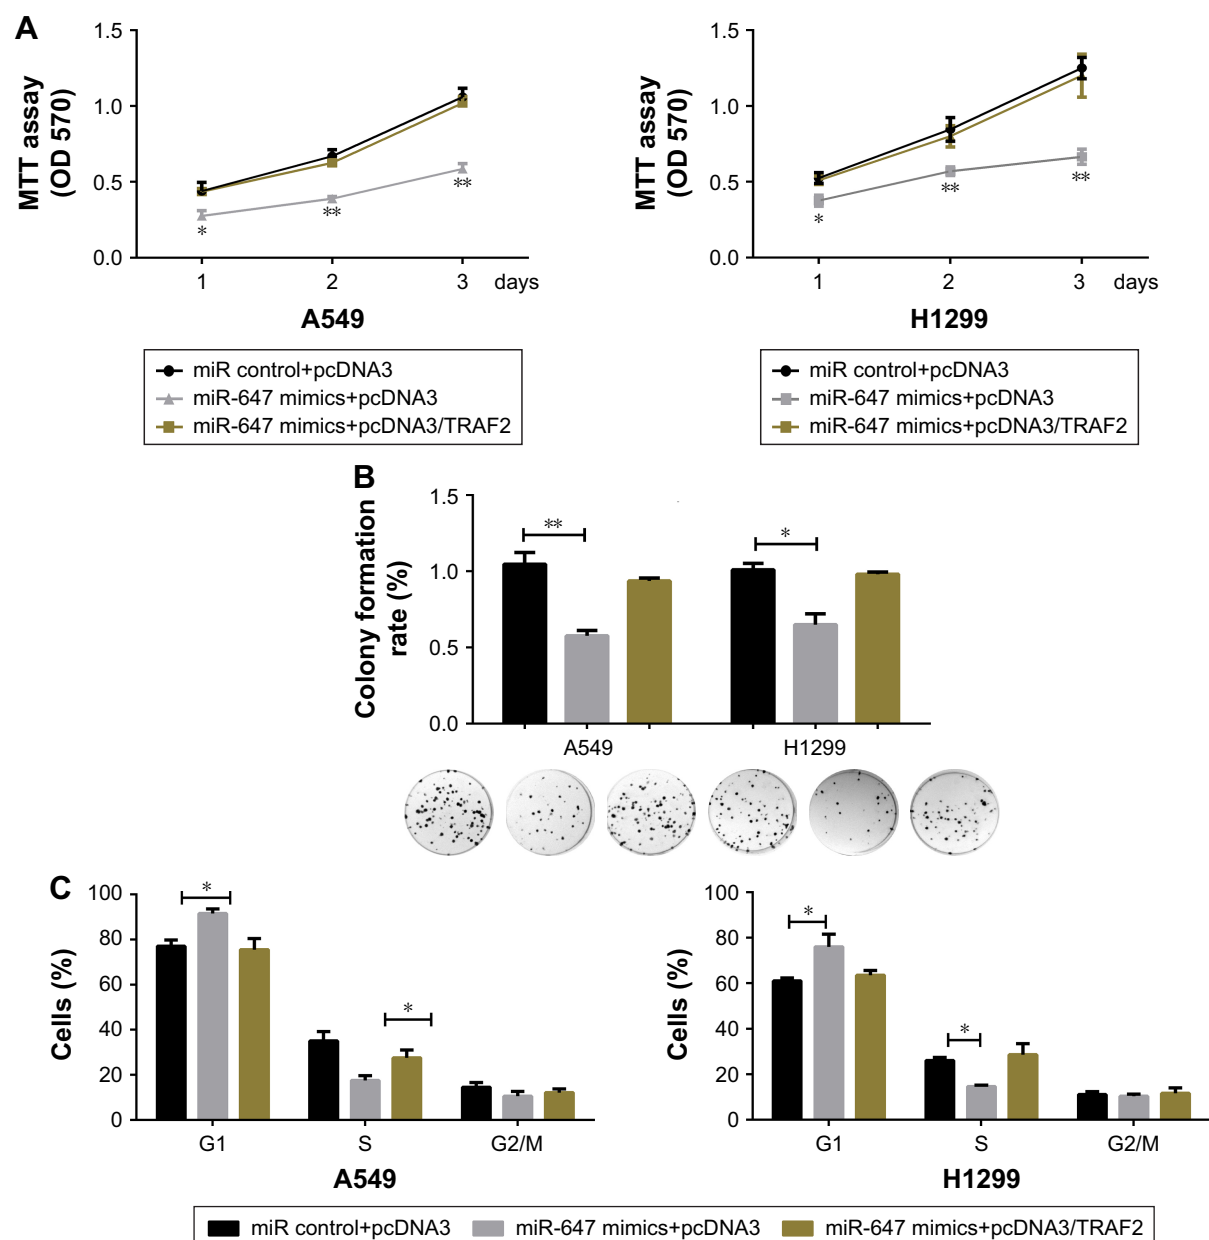 A
MTT assay
(OD 570)
1.5
1.0
0.5
0.0
*
**
**
1 2 3 days
A549
miR control+pcDNA3
miR-647 mimics+pcDNA3
miR-647 mimics+pcDNA3/TRAF2
MTT assay
(OD 570)
1.5
1.0
0.5
0.0
*
**
**
1 2 3 days
H1299
miR control+pcDNA3
miR-647 mimics+pcDNA3
miR-647 mimics+pcDNA3/TRAF2
B
Colony formation
rate (%)
1.5
1.0
0.5
0.0
**
*
A549 H1299
C
Cells (%)
100
80
60
40
20
0
*
*
G1 S G2/M
A549
Cells (%)
100
80
60
40
20
0
*
*
G1 S G2/M
H1299
miR control+pcDNA3 miR-647 mimics+pcDNA3 miR-647 mimics+pcDNA3/TRAF2